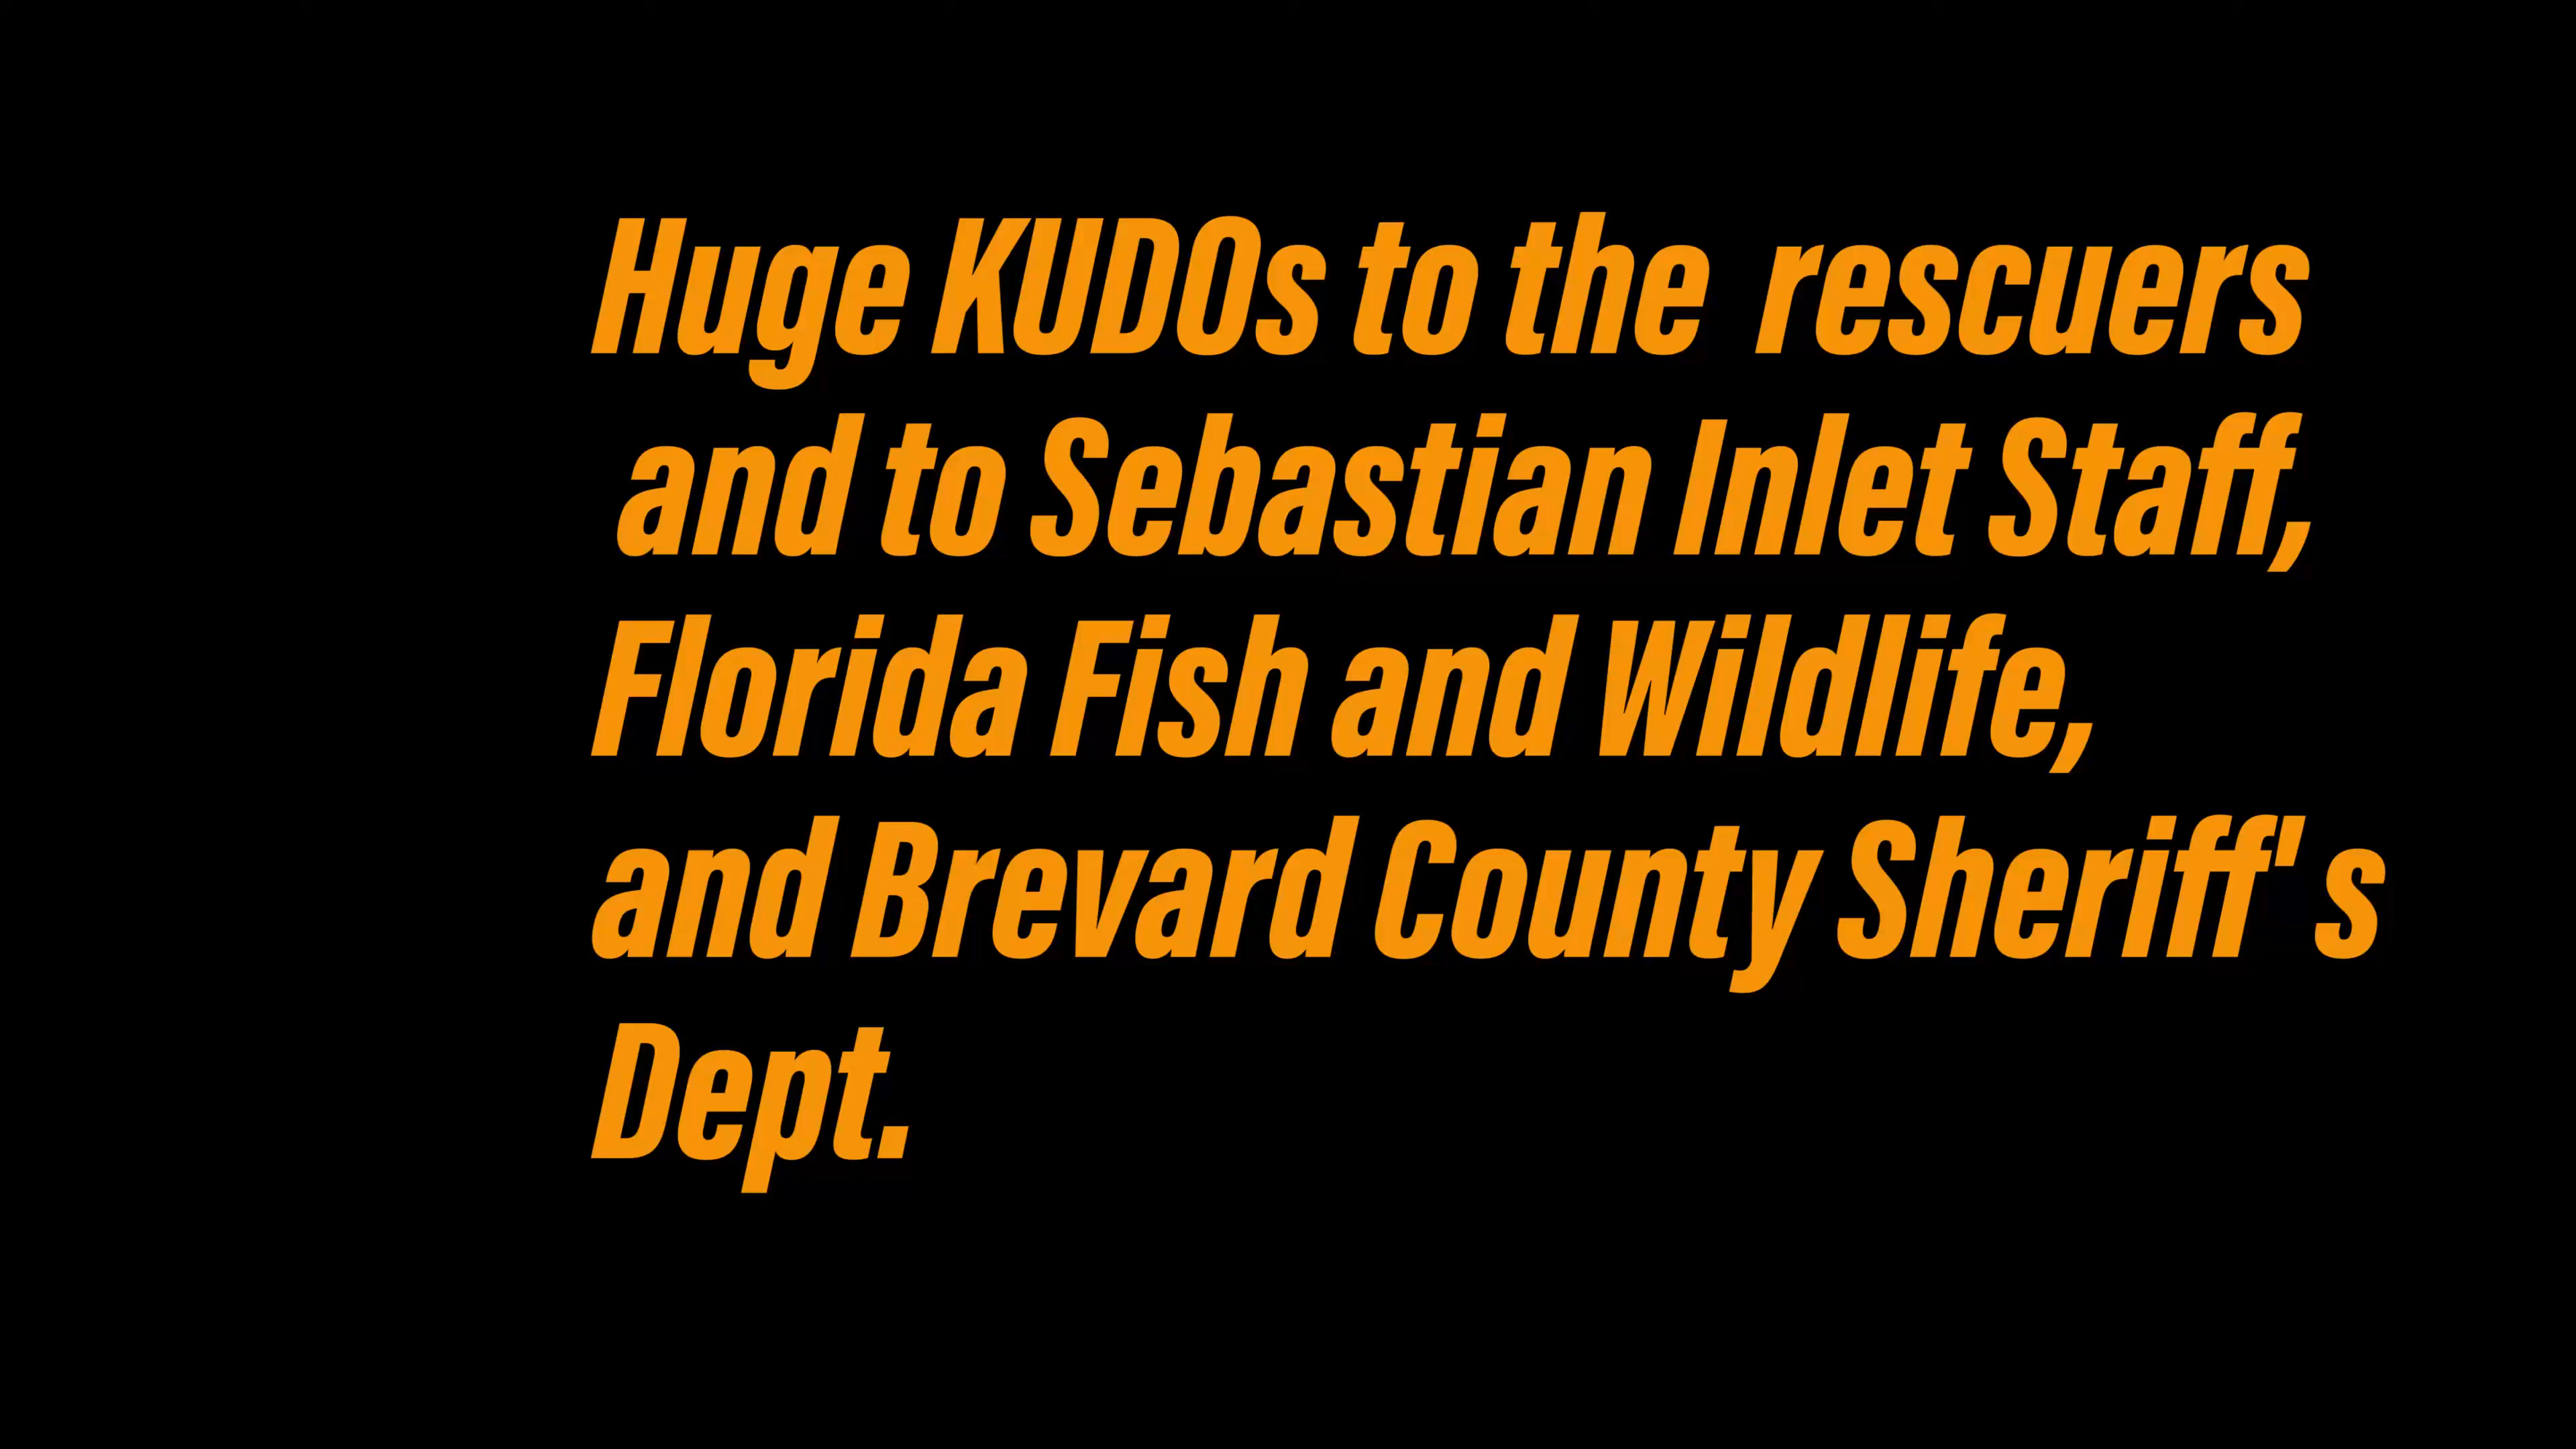 Huge KUDOs to the  rescuers
and to Sebastian Inlet Staff,
Florida Fish and Wildlife,
and Brevard County Sheriff's
Dept.